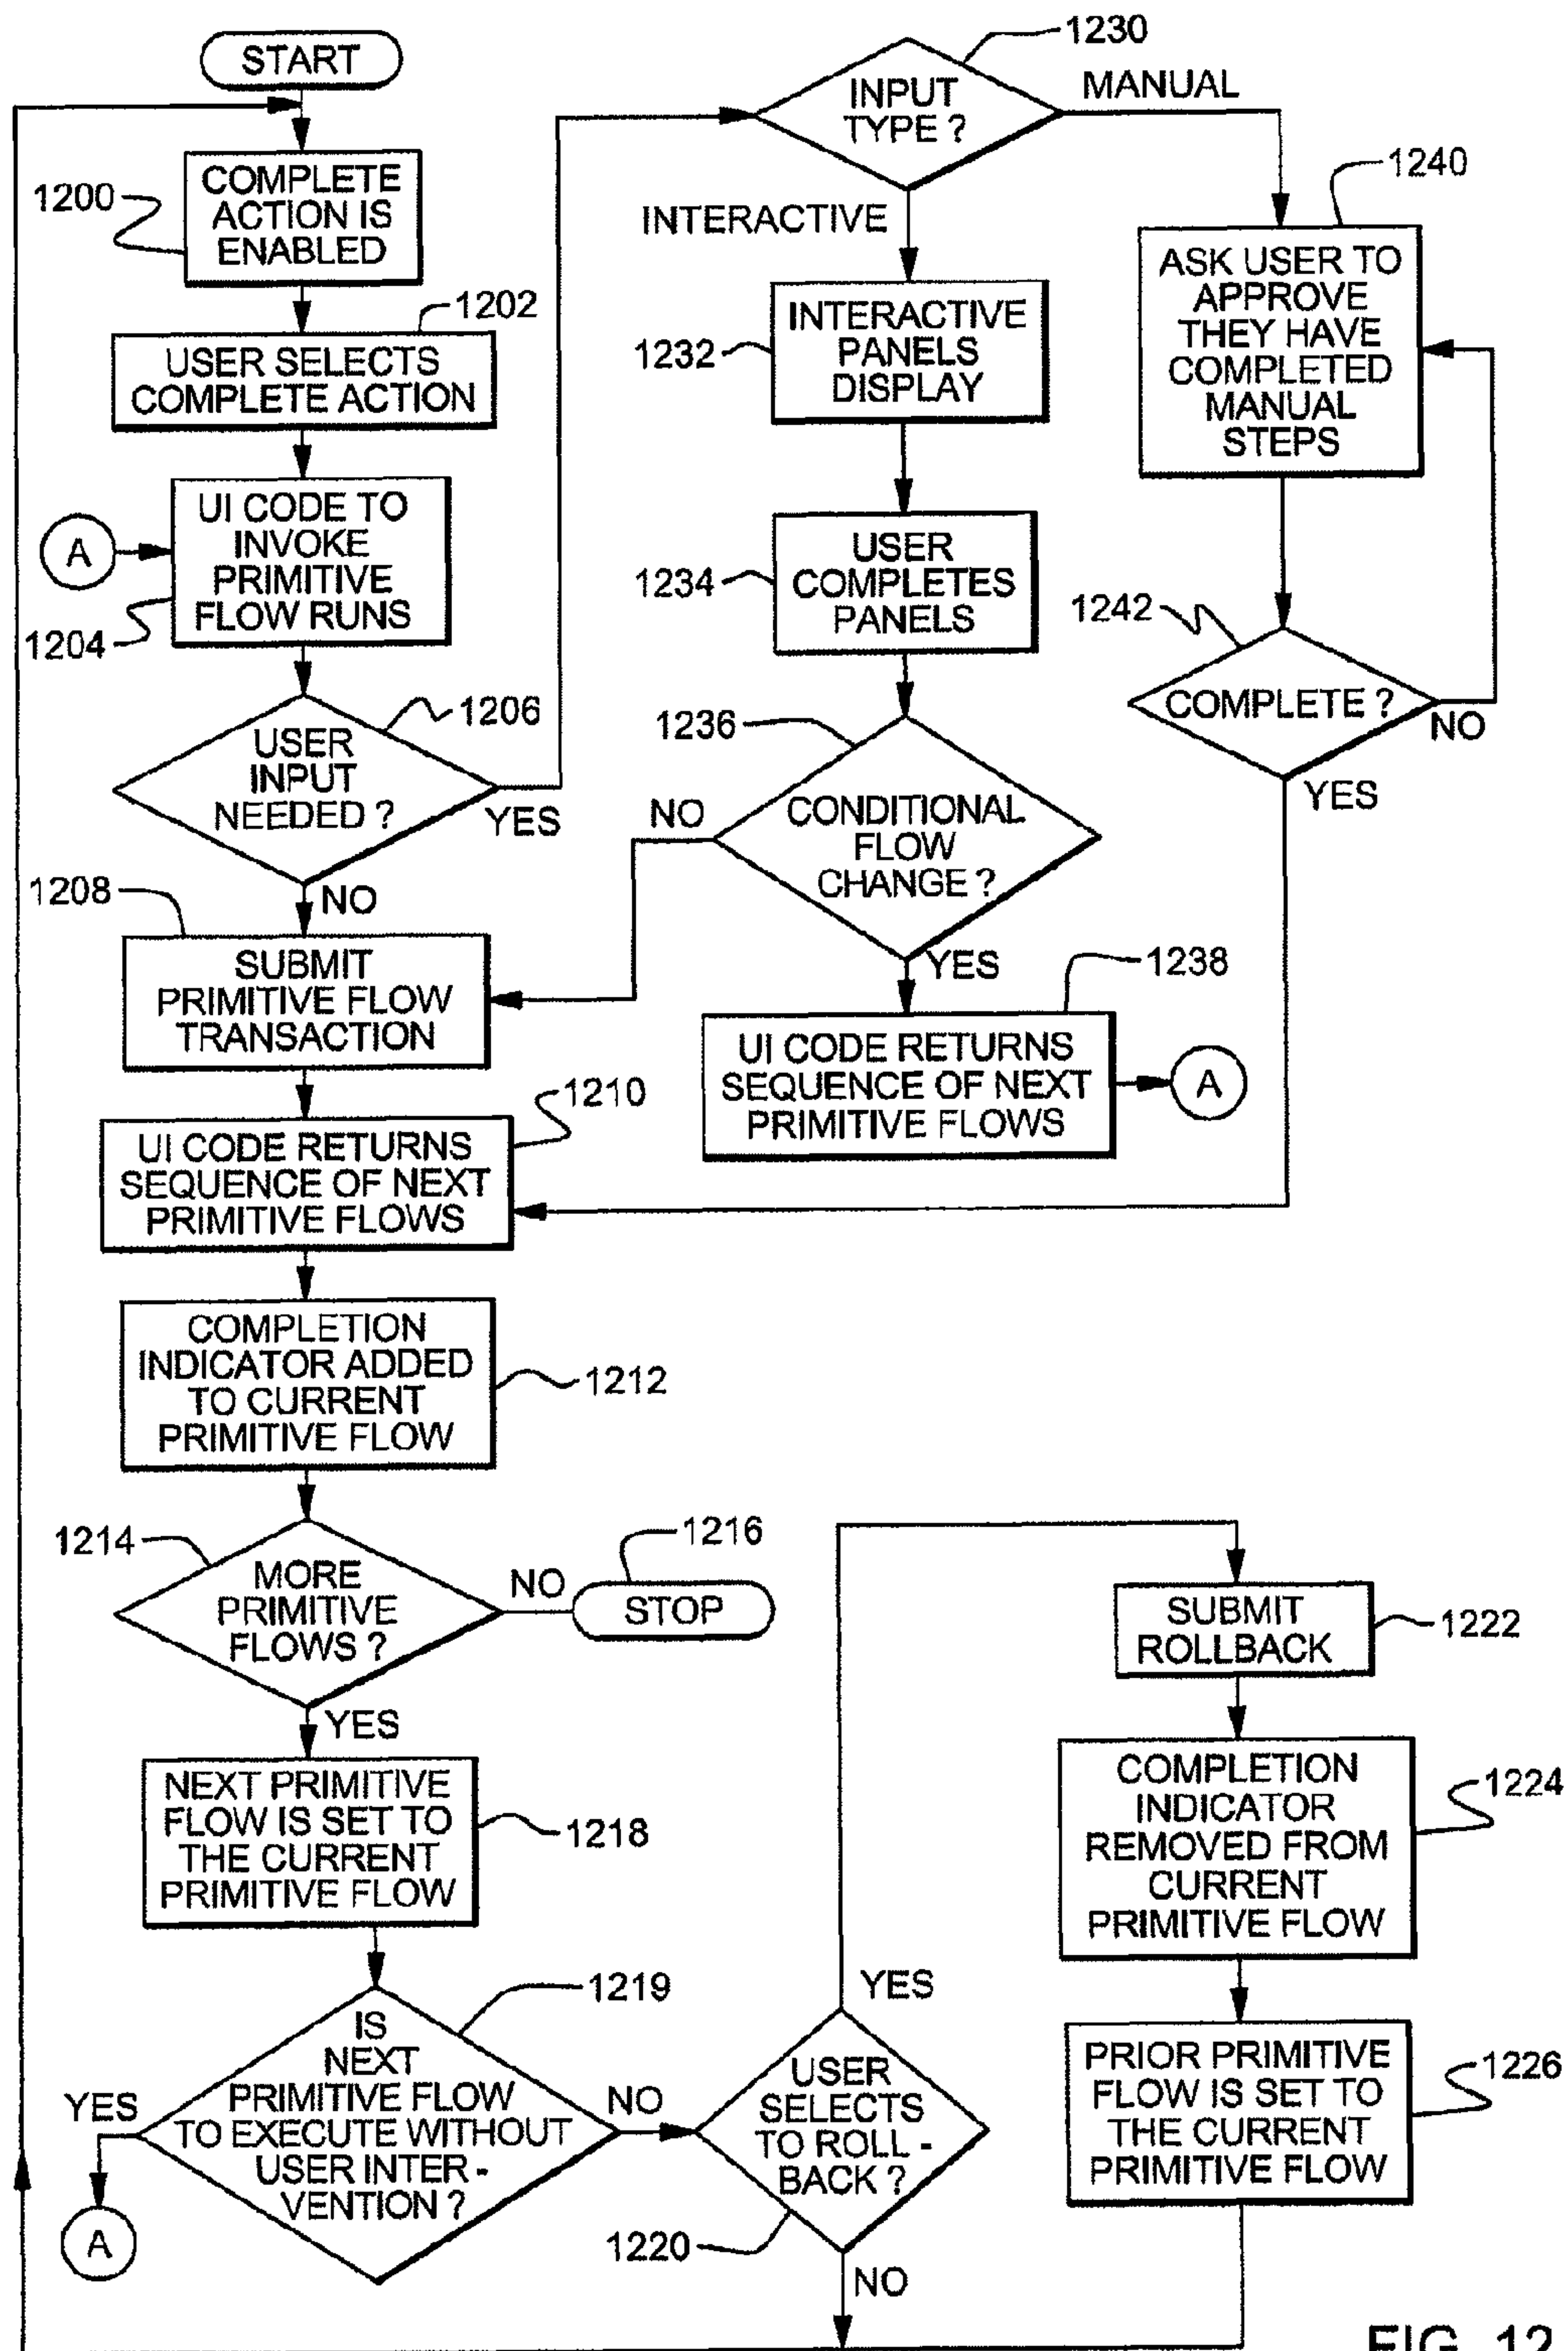 START
1200
COMPLETE
ACTION IS
ENABLED
1202
USER SELECTS
COMPLETE ACTION
A
UI CODE TO
INVOKE
PRIMITIVE
FLOW RUNS
1204
1206
USER
INPUT
NEEDED ?
YES
NO
1208
SUBMIT
PRIMITIVE FLOW
TRANSACTION
1210
UI CODE RETURNS
SEQUENCE OF NEXT
PRIMITIVE FLOWS
COMPLETION
INDICATOR ADDED
TO CURRENT
PRIMITIVE FLOW
1212
1214
MORE
PRIMITIVE
FLOWS ?
NO
1216
STOP
YES
NEXT PRIMITIVE
FLOW IS SET TO
THE CURRENT
PRIMITIVE FLOW
1218
1219
IS
NEXT
PRIMITIVE FLOW
TO EXECUTE WITHOUT
USER INTER -
VENTION ?
YES
A
NO
USER
SELECTS
TO ROLL -
BACK ?
1220
YES
NO
1230
INPUT
TYPE ?
MANUAL
INTERACTIVE
1232
INTERACTIVE
PANELS
DISPLAY
1234
USER
COMPLETES
PANELS
1236
CONDITIONAL
FLOW
CHANGE ?
NO
YES
1238
UI CODE RETURNS
SEQUENCE OF NEXT
PRIMITIVE FLOWS
A
1240
ASK USER TO
APPROVE
THEY HAVE
COMPLETED
MANUAL
STEPS
1242
COMPLETE ?
NO
YES
SUBMIT
ROLLBACK
1222
COMPLETION
INDICATOR
REMOVED FROM
CURRENT
PRIMITIVE FLOW
1224
PRIOR PRIMITIVE
FLOW IS SET TO
THE CURRENT
PRIMITIVE FLOW
1226
FIG. 12